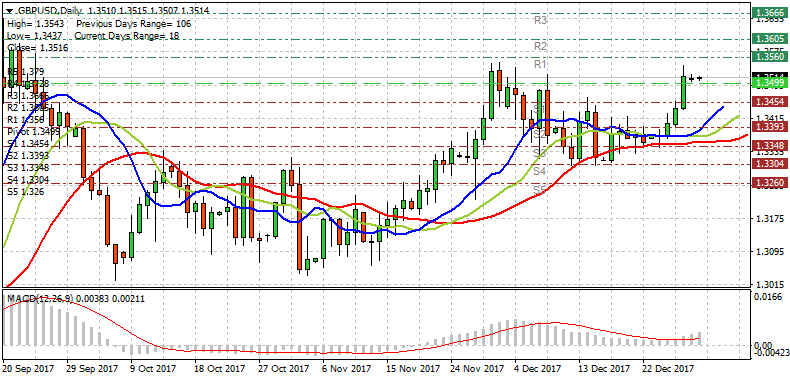 GBPUSD,Daily 1.3510 1.3515 1.3507 1.3514
High= 1.3543 Previous Days Range= 106
Low= 1.3437 Current Days Range= 18
Close= 1.3516
R5 1.379
R3
R2
R1
R2
R1
Pivot
S1 1.3454
S2 1.3393
S3 1.3348
S4 1.3304
S5 1.326
S2
S3
S4
S5
1.3666
1.3605
1.3560
1.3499
1.3454
1.3415
1.3393
1.3348
1.3304
1.3260
1.3175
1.3095
1.3015
MACD(12,26,9) 0.00383 0.00211
0.0166
0.00
-0.00423
20 Sep 2017
29 Sep 2017
9 Oct 2017
18 Oct 2017
27 Oct 2017
6 Nov 2017
15 Nov 2017
24 Nov 2017
4 Dec 2017
13 Dec 2017
22 Dec 2017